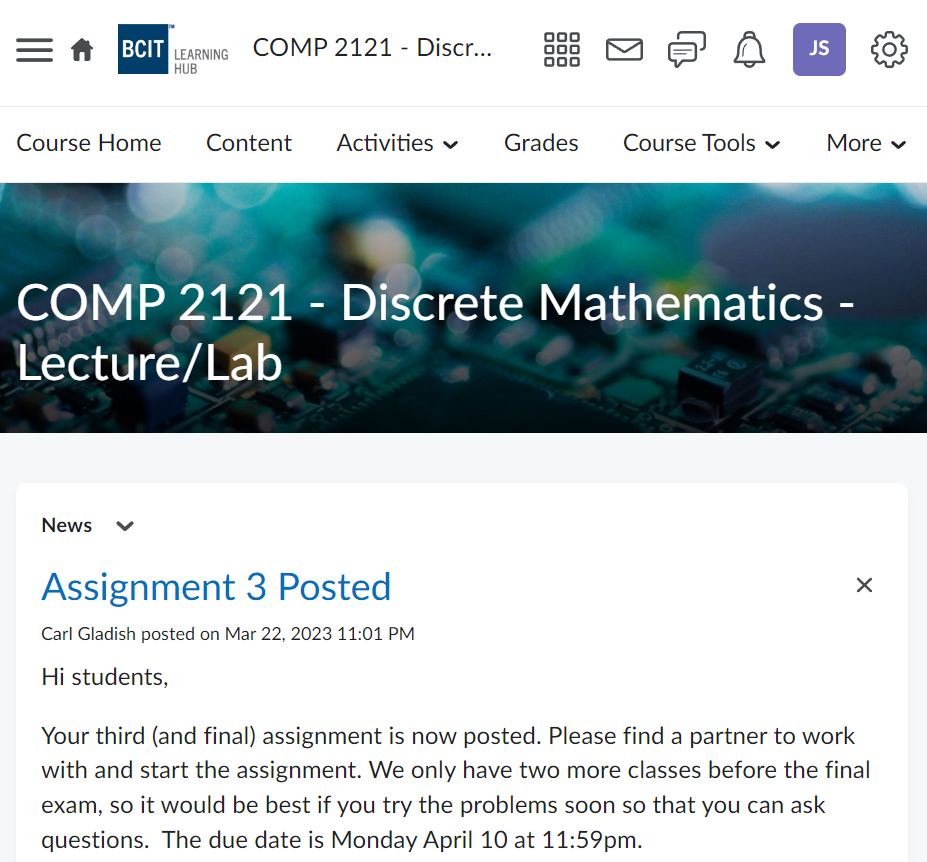 BCIT
LEARNING
HUB
™
COMP 2121 - Discr...
JS
Course Home Content Activities Grades Course Tools More
COMP 2121 - Discrete Mathematics -
Lecture/Lab
News
Assignment 3 Posted
Carl Gladish posted on Mar 22, 2023 11:01 PM
Hi students,
Your third (and final) assignment is now posted. Please find a partner to work
with and start the assignment. We only have two more classes before the final
exam, so it would be best if you try the problems soon so that you can ask
questions.  The due date is Monday April 10 at 11:59pm.